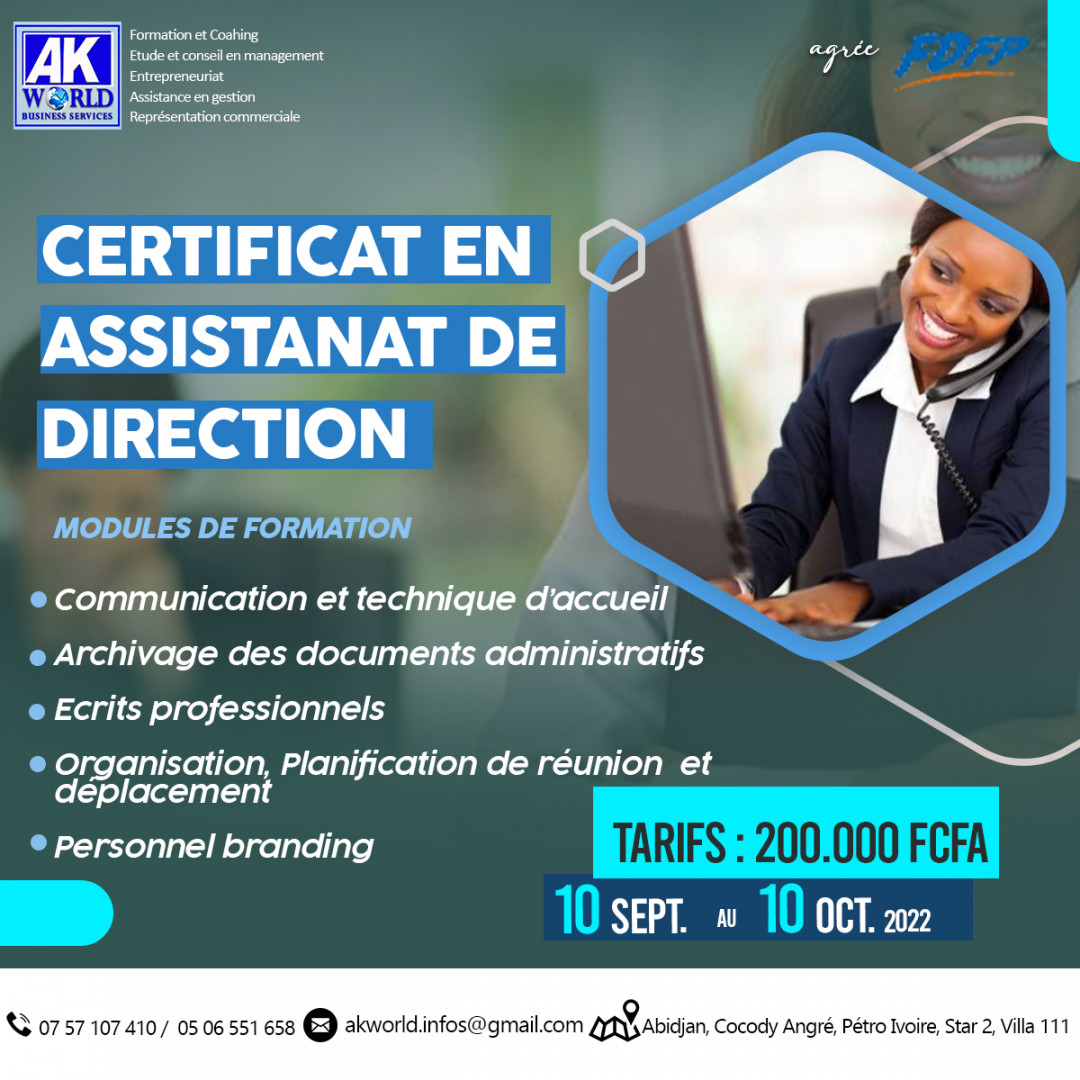 AK
WORLD
BUSINESS SERVICES
Formation et Coahing
Etude et conseil en management
Entrepreneuriat
Assistance en gestion
Représentation commerciale
agrée FDFP
CERTIFICAT EN
ASSISTANAT DE
DIRECTION
MODULES DE FORMATION
Communication et technique d'accueil
Archivage des documents administratifs
Ecrits professionnels
Organisation, Planification de réunion et
déplacement
Personnel branding
TARIFS : 200.000 FCFA
10 SEPT. AU 10 OCT. 2022
07 57 107 410 / 05 06 551 658 akworld.infos@gmail.com Abidjan, Cocody Angré, Pétro Ivoire, Star 2, Villa 111